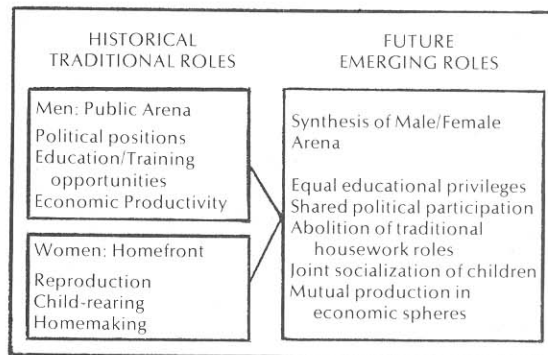 HISTORICAL
TRADITIONAL ROLES
Men: Public Arena
Political positions
Education/Training
opportunities
Economic Productivity
Women: Homefront
Reproduction
Child-rearing
Homemaking
FUTURE
EMERGING ROLES
Synthesis of Male/Female
Arena
Equal educational privileges
Shared political participation
Abolition of traditional
housework roles
Joint socialization of children
Mutual production in
economic spheres